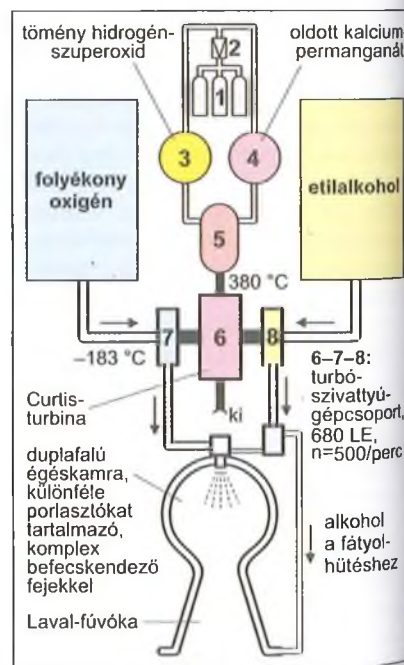 tömény hidrogén-
szuperoxid
oldott kalcium-
permanganát
2
1
3
4
folyékony
oxigén
etilalkohol
5
380 °C
7
6
8
–183 °C
Curtis-
turbina
ki
6–7–8:
turbó-
szivattyú-
gépcsoport,
680 LE,
n=500/perc
duplafalú
égéskamra,
különféle
porlasztókat
tartalmazó,
komplex
befecskendező
fejekkel
alkohol
a fátyol-
hűtéshez
Laval-fúvóka